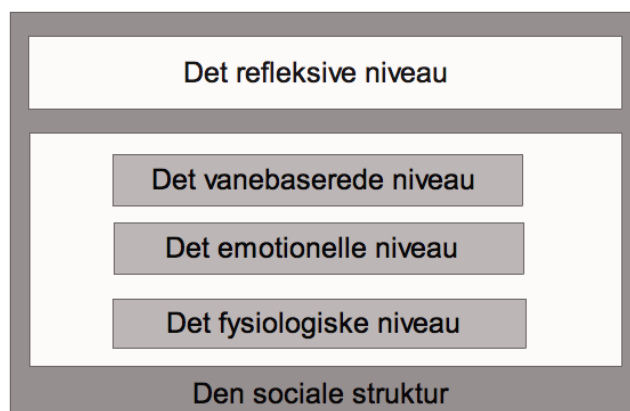 Det refleksive niveau
Det vanebaserede niveau
Det emotionelle niveau
Det fysiologiske niveau
Den sociale struktur